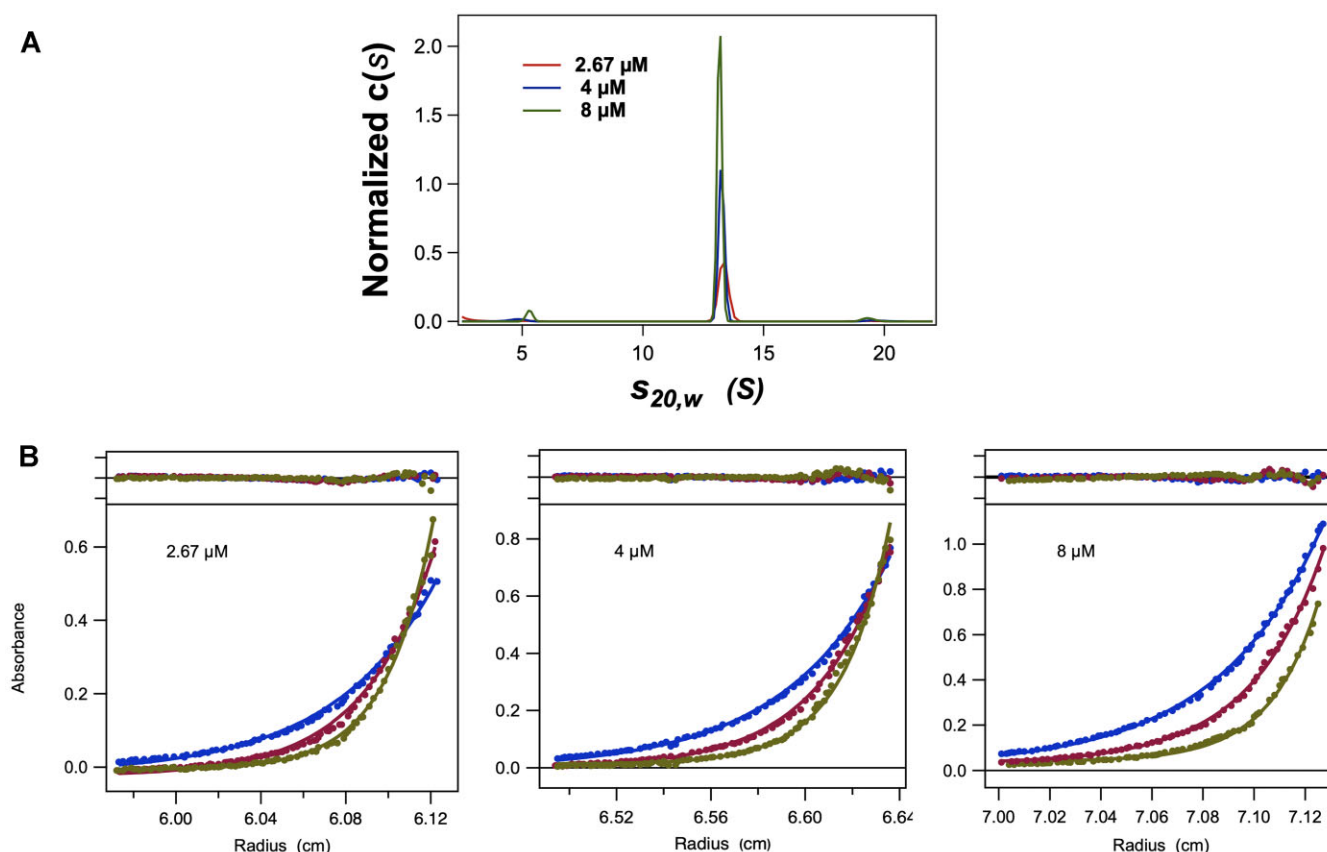 A
Normalized c(s)
2.0
1.5
1.0
0.5
0.0
2.67 µM
4 µM
8 µM
5
10
15
20
s20,w (S)
B
Absorbance
0.6
0.4
0.2
0.0
2.67 µM
6.00
6.04
6.08
6.12
Radius (cm)
0.8
0.6
0.4
0.2
0.0
4 µM
6.52
6.56
6.60
6.64
Radius (cm)
1.0
0.8
0.6
0.4
0.2
0.0
8 µM
7.00
7.02
7.04
7.06
7.08
7.10
7.12
Radius (cm)